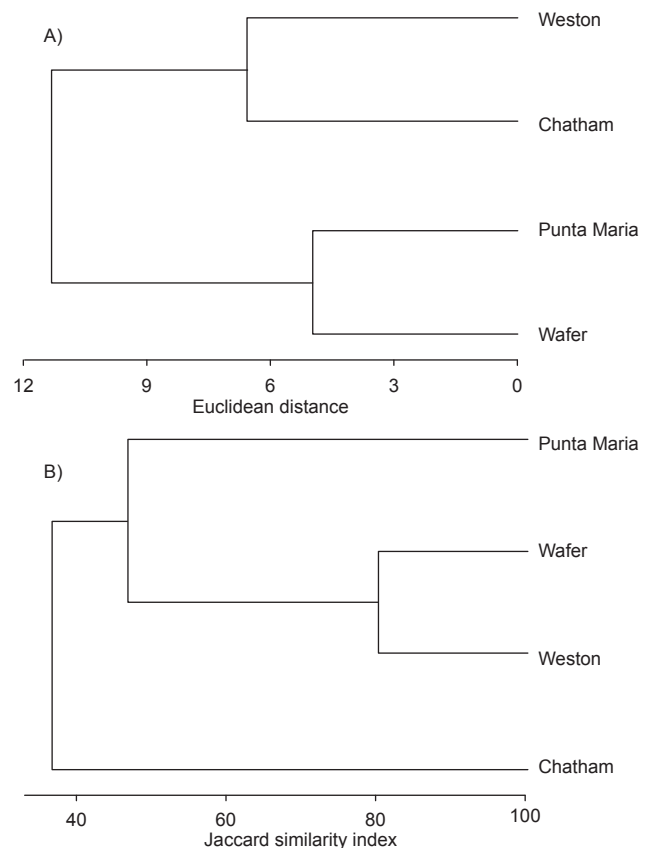 A)
Weston
Chatham
Punta Maria
Wafer
12 9 6 3 0
Euclidean distance
B)
Punta Maria
Wafer
Weston
Chatham
40 60 80 100
Jaccard similarity index